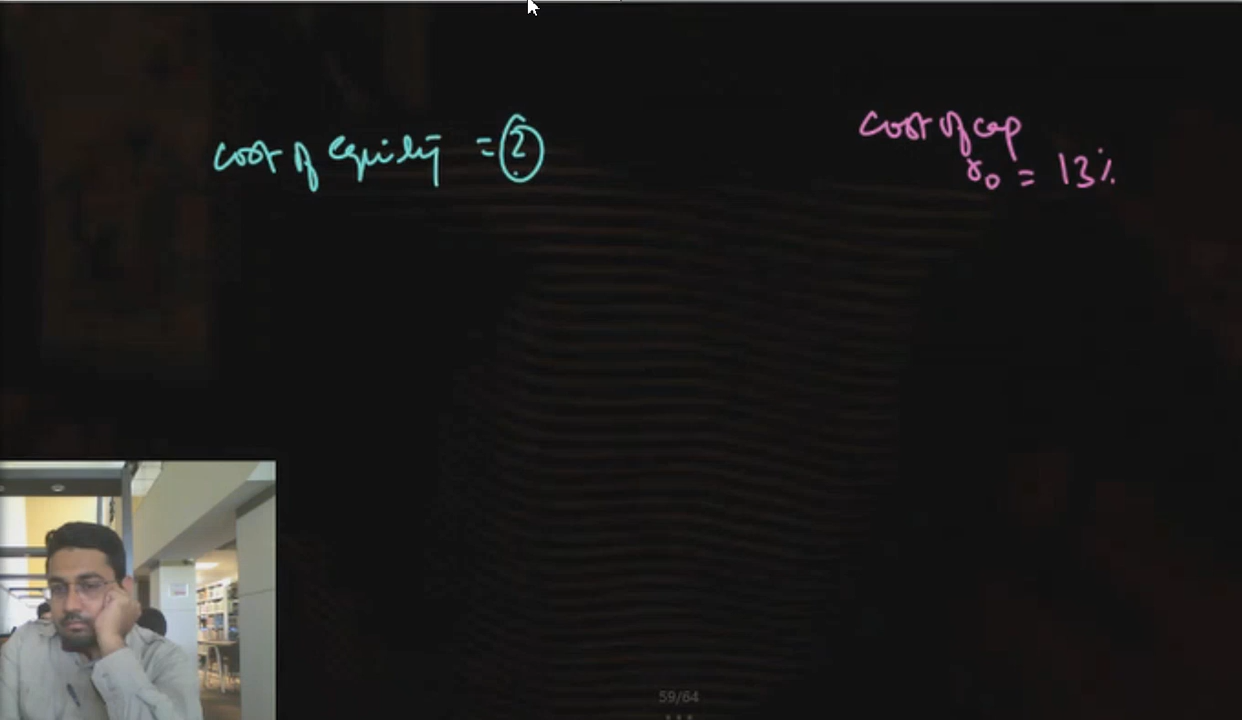 cost of equity = ?
cost of cap
r₀ = 13%
59/64